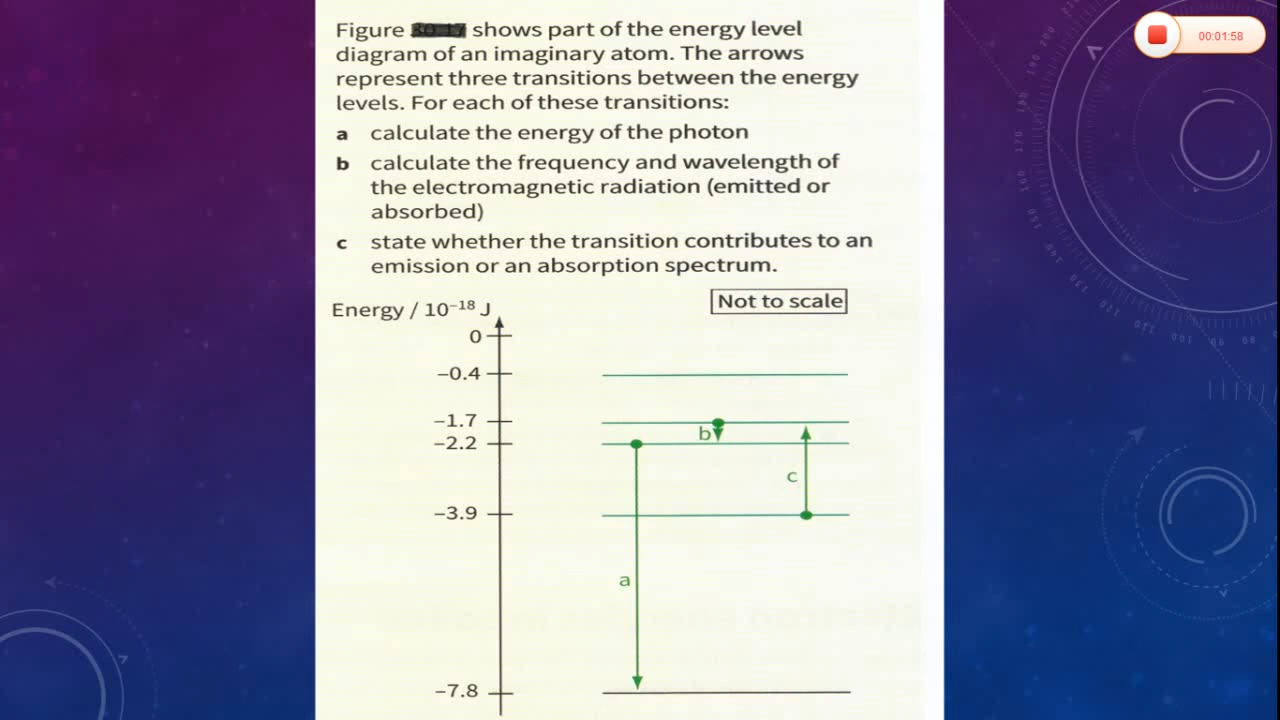 00:01:58
Figure shows part of the energy level
diagram of an imaginary atom. The arrows
represent three transitions between the energy
levels. For each of these transitions:
a calculate the energy of the photon
b calculate the frequency and wavelength of
the electromagnetic radiation (emitted or
absorbed)
c state whether the transition contributes to an
emission or an absorption spectrum.
Energy / 10⁻¹⁸ J
Not to scale
0
–0.4
–1.7
b
–2.2
c
–3.9
a
–7.8